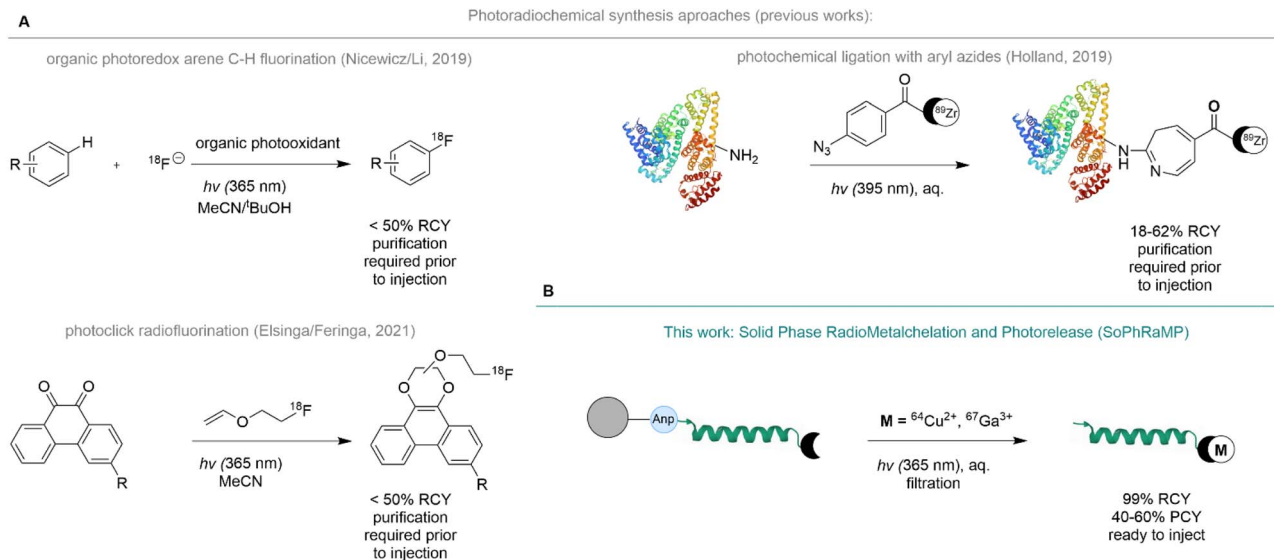 A
Photoradiochemical synthesis aproaches (previous works):
organic photoredox arene C-H fluorination (Nicewicz/Li, 2019)
R
H
+
¹⁸F⊖
organic photooxidant
hv (365 nm)
MeCN/ᵗBuOH
R
¹⁸F
< 50% RCY
purification
required prior
to injection
photochemical ligation with aryl azides (Holland, 2019)
NH₂
O
N₃
⁸⁹Zr
hv (395 nm), aq.
N
H
N
O
⁸⁹Zr
18-62% RCY
purification
required prior
to injection
photoclick radiofluorination (Elsinga/Feringa, 2021)
O
O
R
O
¹⁸F
hv (365 nm)
MeCN
O
¹⁸F
O
O
R
< 50% RCY
purification
required prior
to injection
B
This work: Solid Phase RadioMetalchelation and Photorelease (SoPhRaMP)
Anp
M = ⁶⁴Cu²⁺, ⁶⁷Ga³⁺
hv (365 nm), aq.
filtration
M
99% RCY
40-60% PCY
ready to inject